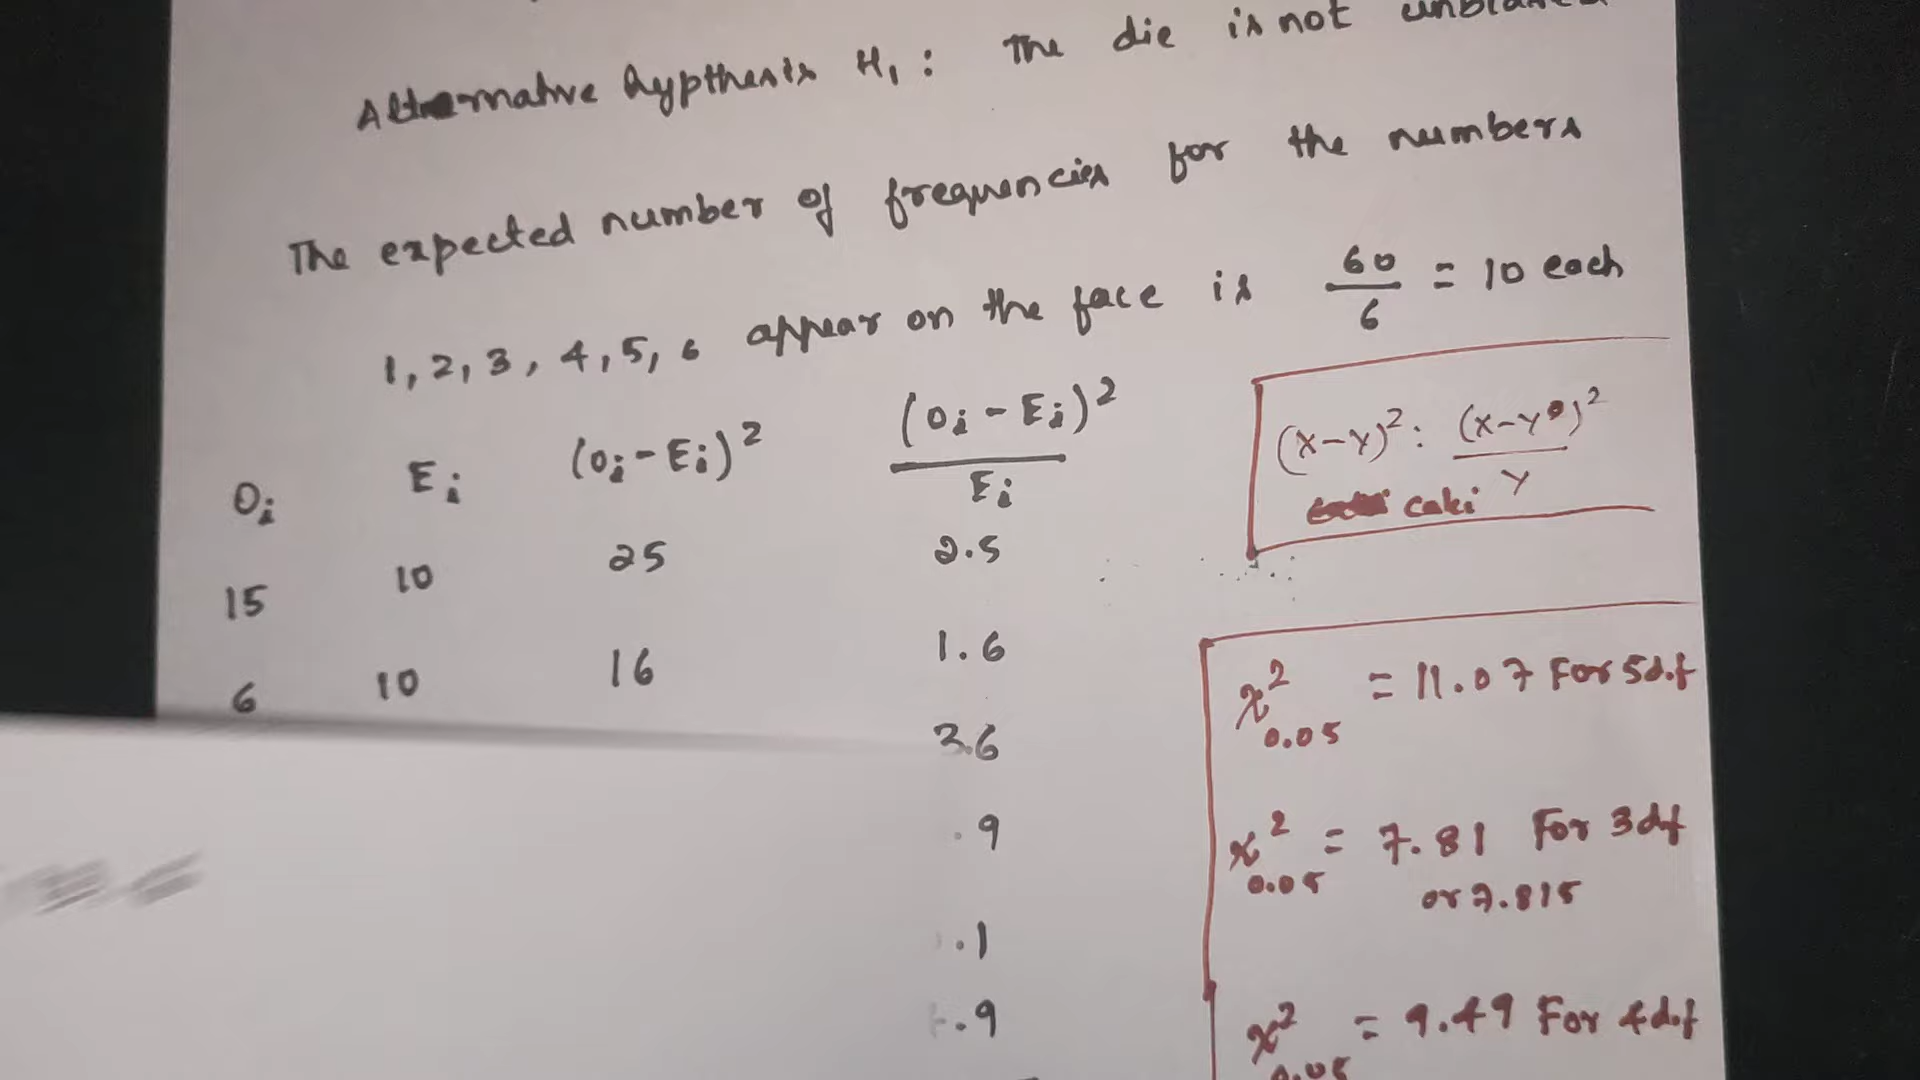 Alternative hypthesis H₁ : The die is not
The expected number of frequencies for the numbers
1, 2, 3, 4, 5, 6 appear on the face is 60/6 = 10 each
Oᵢ Eᵢ (Oᵢ-Eᵢ)² (Oᵢ-Eᵢ)²/Eᵢ
15 10 25 2.5
6 10 16 1.6
3.6
.9
.1
.9
(X-Y)²: (X-Y)²/Y
calci
χ²0.05 = 11.07 For 5d.f
χ²0.05 = 7.81 For 3df
or 7.815
χ²0.05 = 9.49 For 4d.f